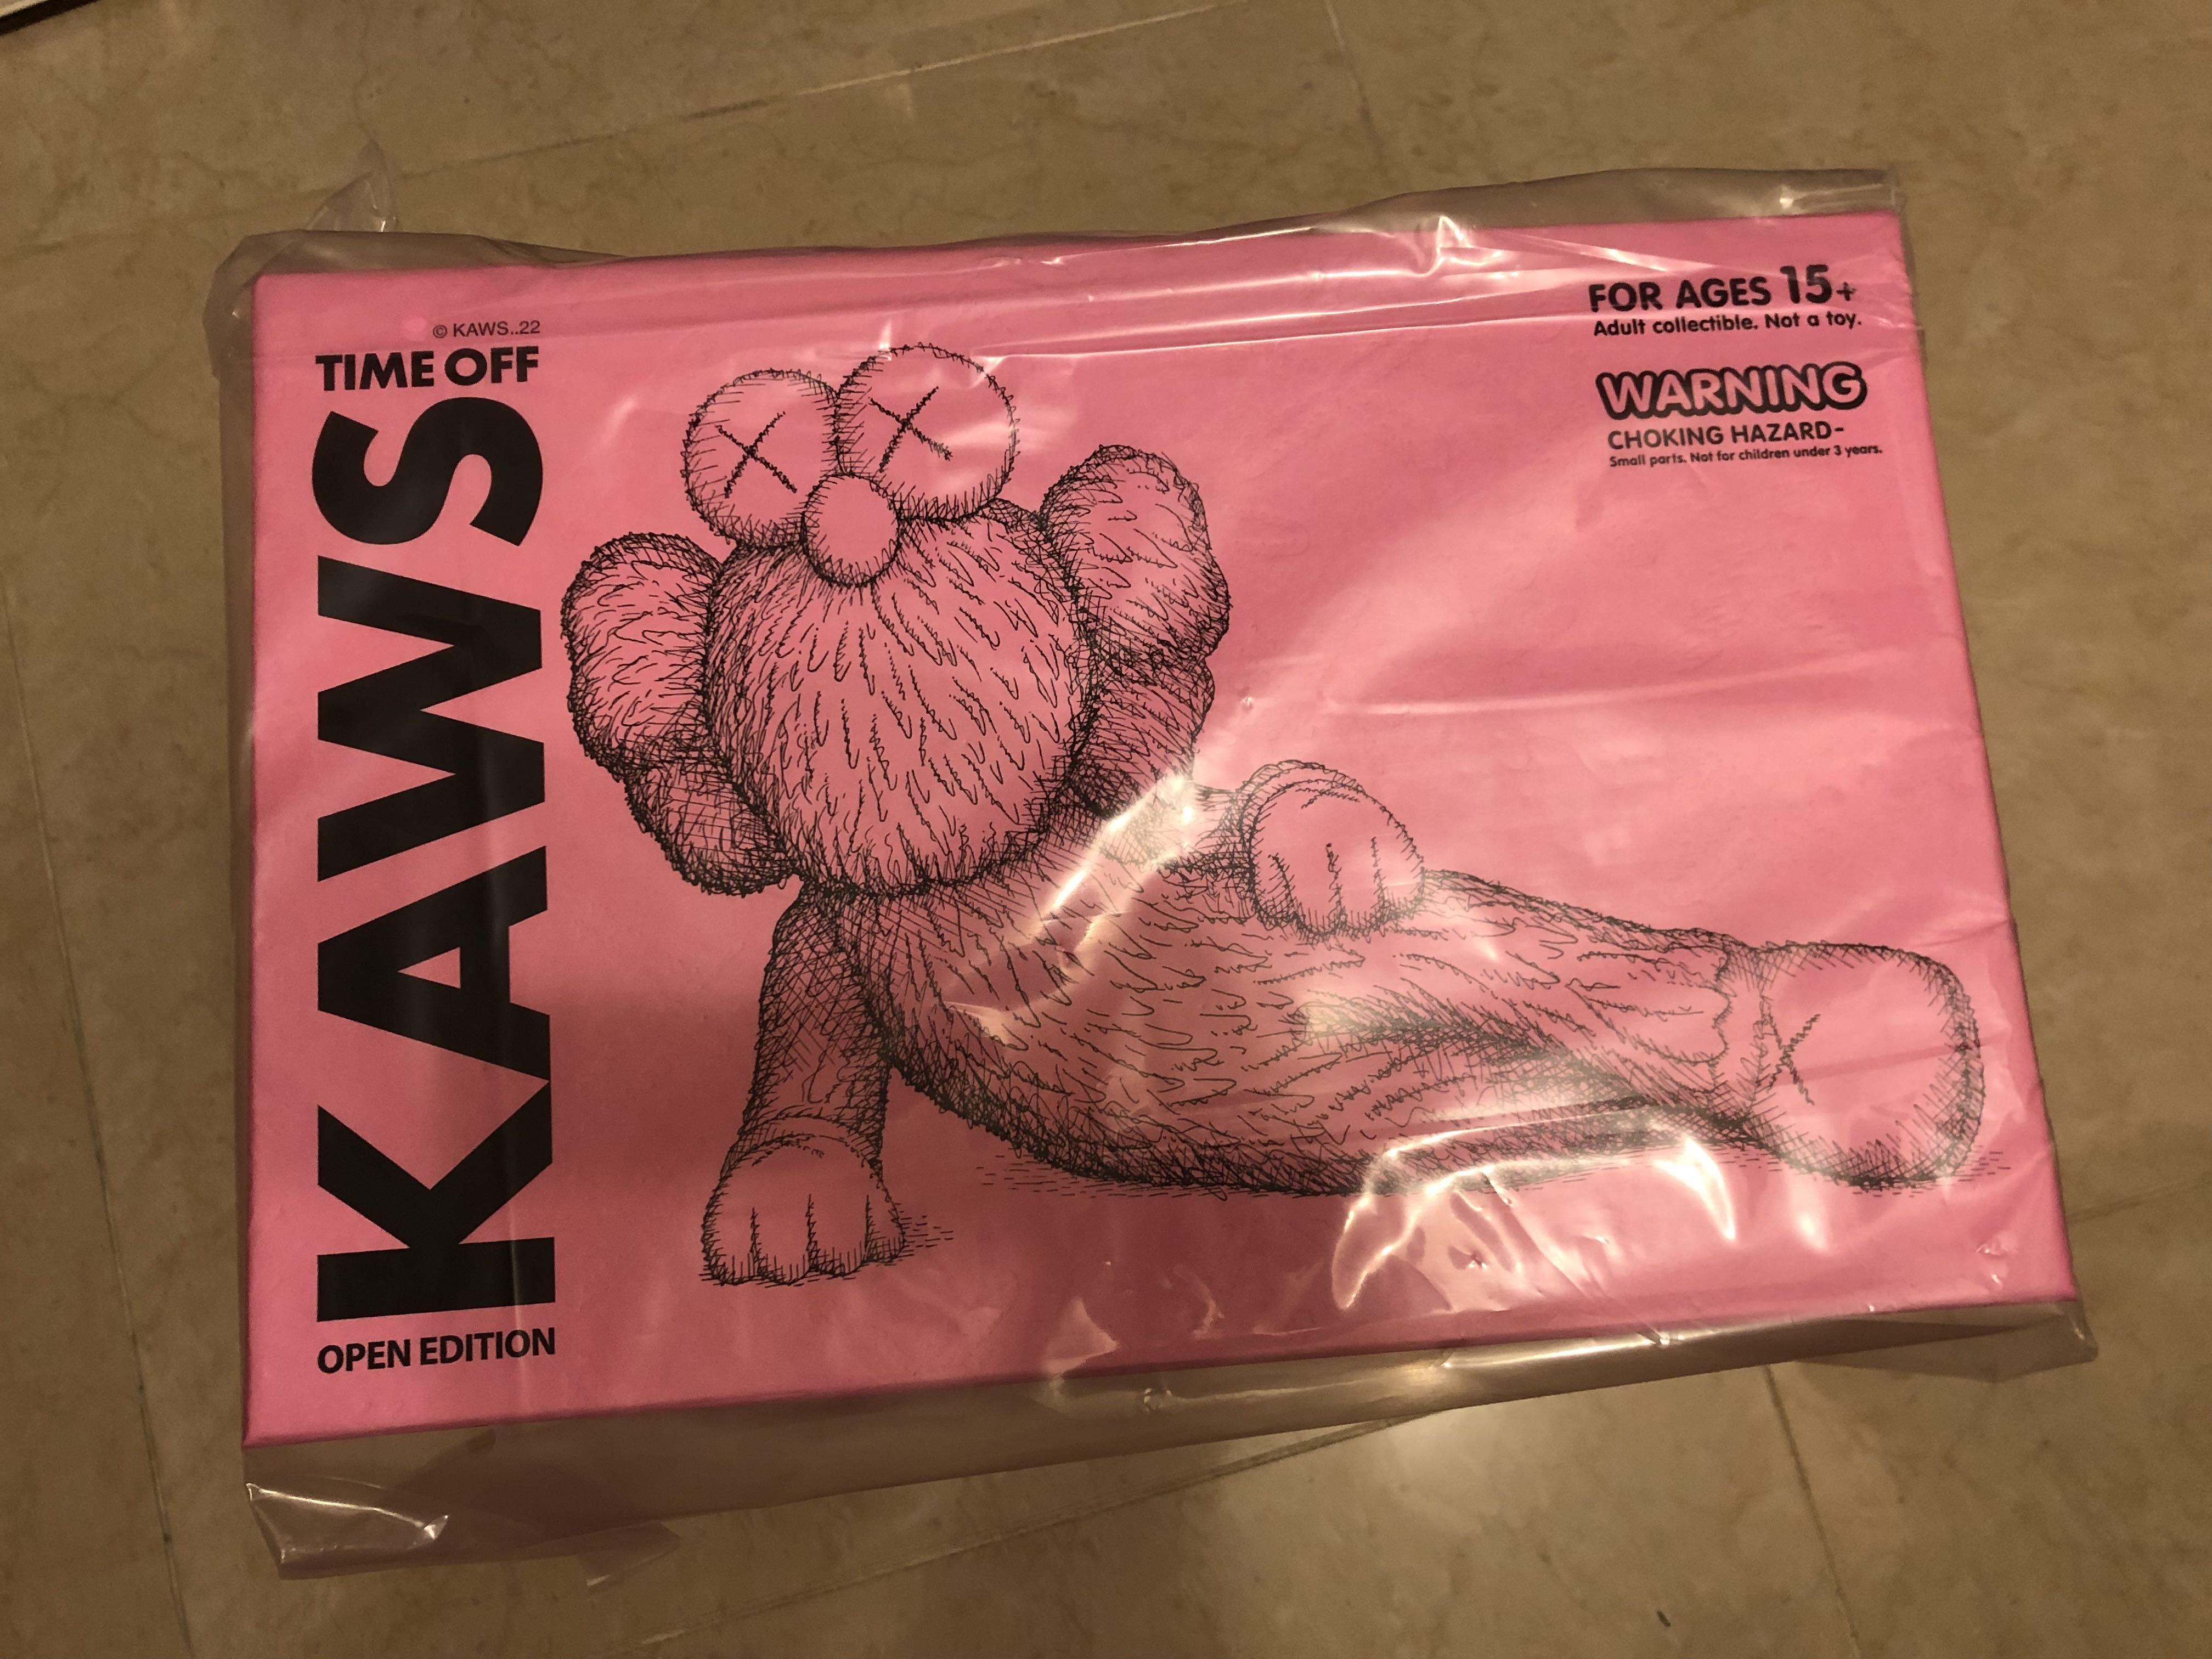 © KAWS..22
TIME OFF
KAWS
OPEN EDITION
FOR AGES 15+
Adult collectible. Not a toy.
WARNING
CHOKING HAZARD-
Small parts. Not for children under 3 years.